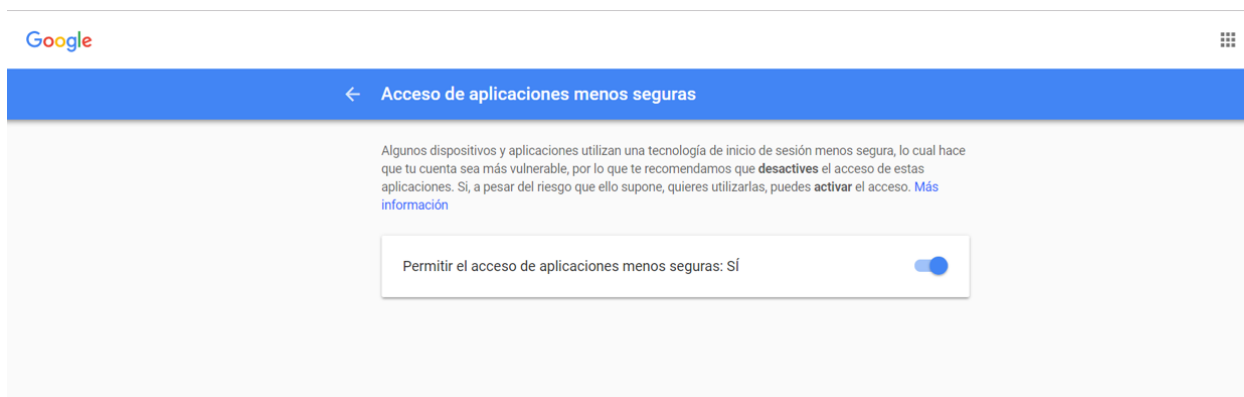 Google
Acceso de aplicaciones menos seguras
Algunos dispositivos y aplicaciones utilizan una tecnología de inicio de sesión menos segura, lo cual hace
que tu cuenta sea más vulnerable, por lo que te recomendamos que desactives el acceso de estas
aplicaciones. Si, a pesar del riesgo que ello supone, quieres utilizarlas, puedes activar el acceso. Más
información
Permitir el acceso de aplicaciones menos seguras: SÍ